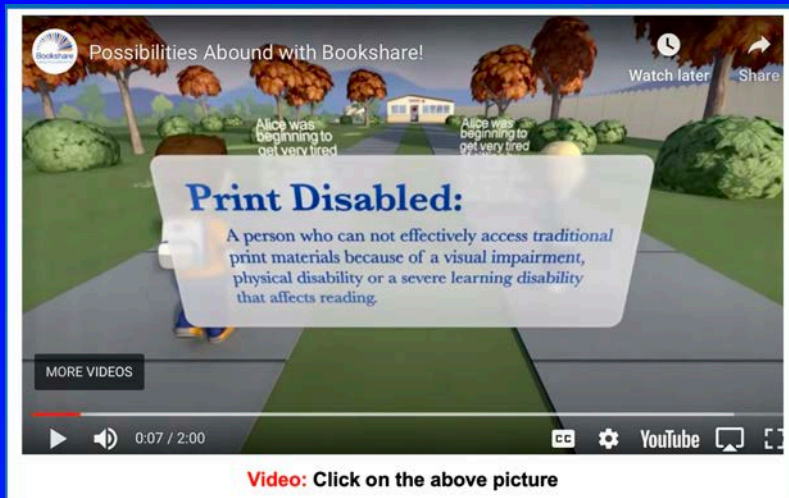 Bookshare
Possibilities Abound with Bookshare!
Watch later
Share
Alice was
beginning to
get very tired
Alice was
beginning to
get very tired
Print Disabled:
A person who can not effectively access traditional
print materials because of a visual impairment,
physical disability or a severe learning disability
that affects reading.
MORE VIDEOS
0:07 / 2:00
CC
YouTube
Video: Click on the above picture